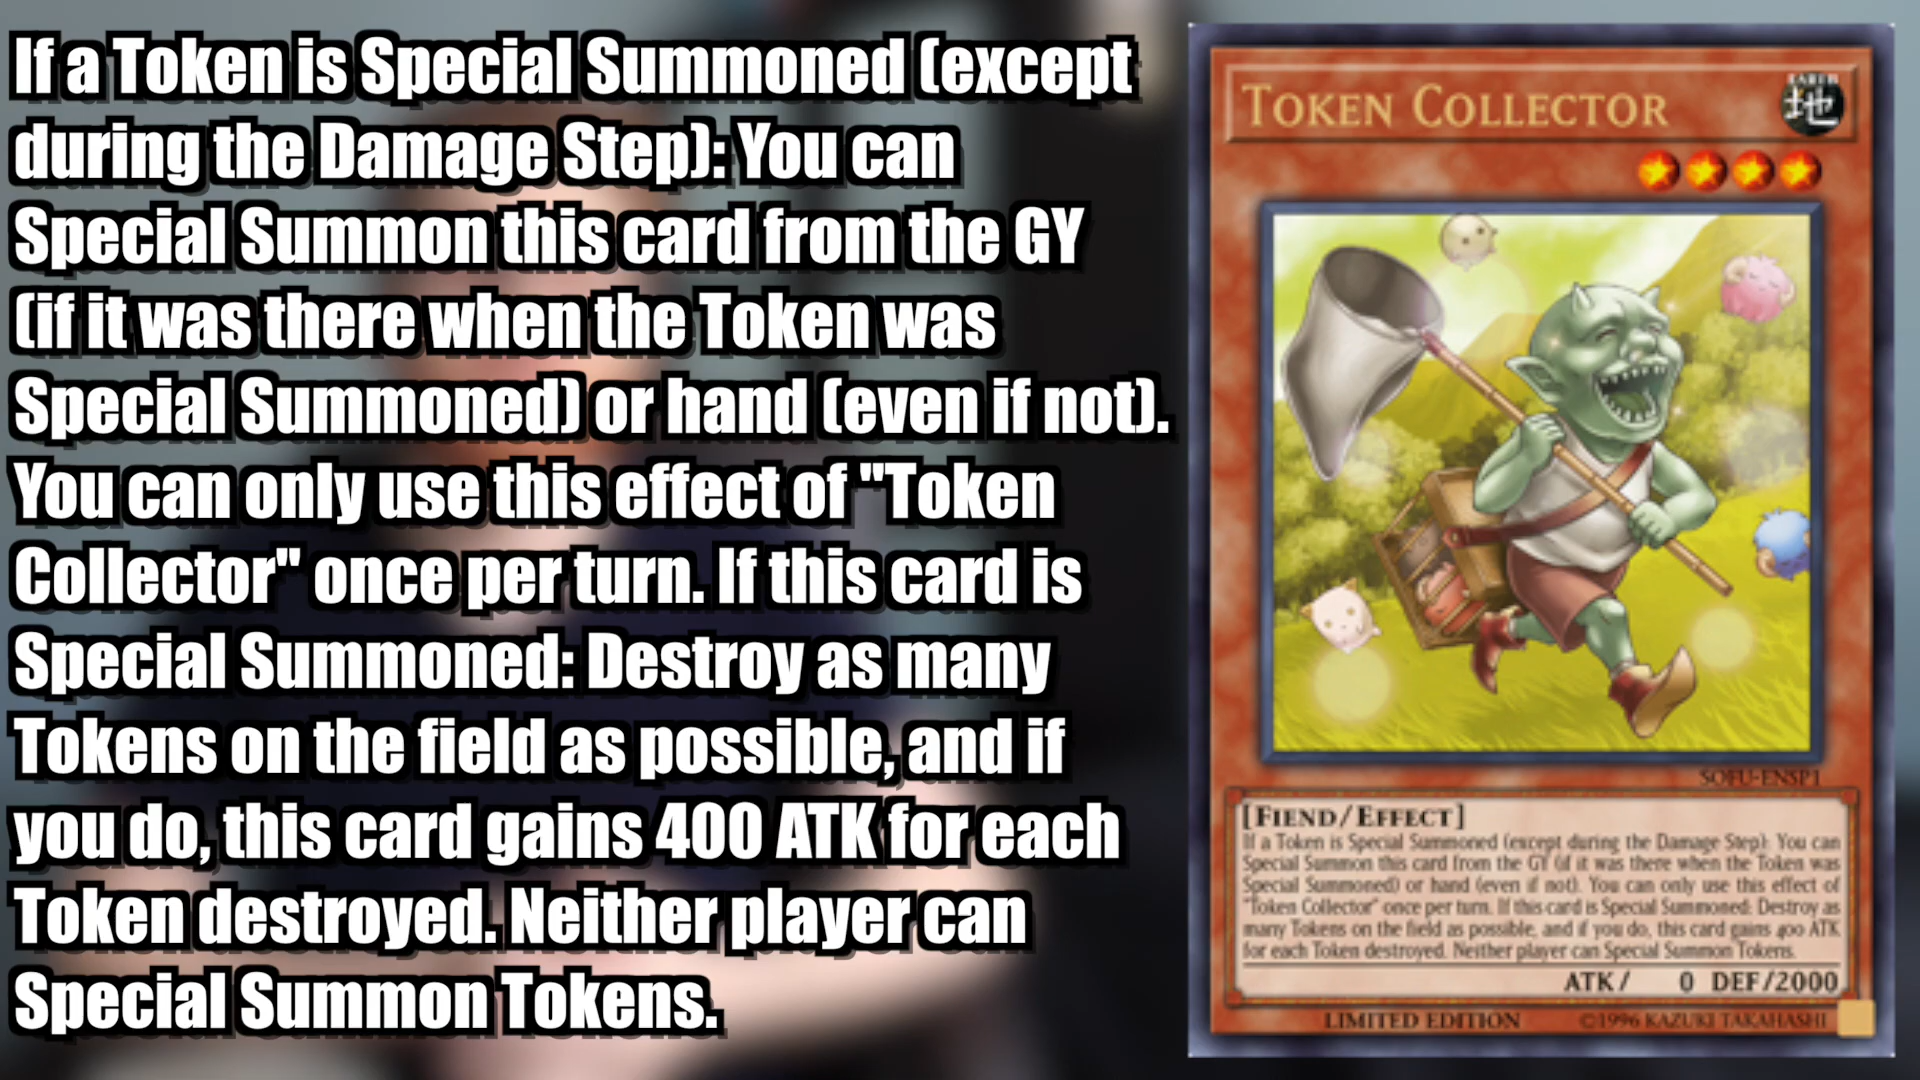 If a Token is Special Summoned (except
during the Damage Step): You can
Special Summon this card from the GY
(if it was there when the Token was
Special Summoned) or hand (even if not).
You can only use this effect of "Token
Collector" once per turn. If this card is
Special Summoned: Destroy as many
Tokens on the field as possible, and if
you do, this card gains 400 ATK for each
Token destroyed. Neither player can
Special Summon Tokens.
TOKEN COLLECTOR
EARTH
地
SOFU-ENSP1
[FIEND/EFFECT]
If a Token is Special Summoned (except during the Damage Step): You can
Special Summon this card from the GY (if it was there when the Token was
Special Summoned) or hand (even if not). You can only use this effect of
"Token Collector" once per turn. If this card is Special Summoned: Destroy as
many Tokens on the field as possible, and if you do, this card gains 400 ATK
for each Token destroyed. Neither player can Special Summon Tokens.
ATK/ 0 DEF/2000
LIMITED EDITION ©1996 KAZUKI TAKAHASHI